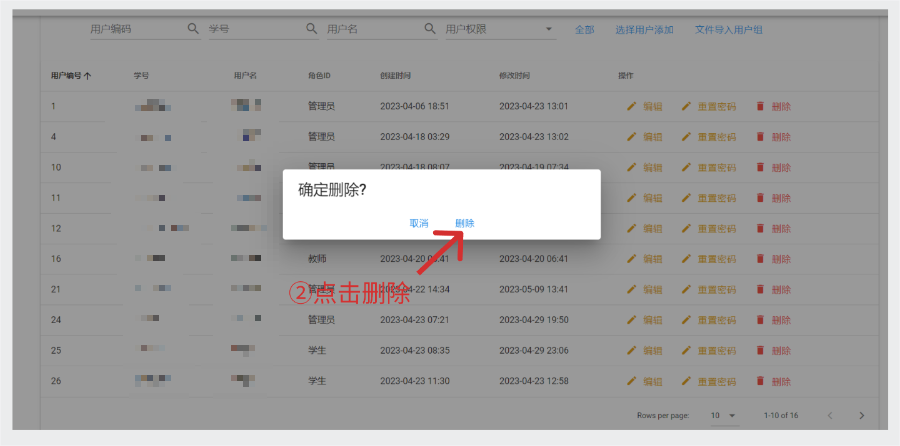 用户编码 学号 用户名 用户权限 全部 选择用户添加 文件导入用户组
用户编号 学号 用户名 角色ID 创建时间 修改时间 操作
1 管理员 2023-04-06 18:51 2023-04-23 13:01 编辑 重置密码 删除
4 管理员 2023-04-18 03:29 2023-04-23 13:02 编辑 重置密码 删除
10 管理员 2023-04-18 08:07 2023-04-19 07:34 编辑 重置密码 删除
确定删除?
11 编辑 重置密码 删除
取消 删除
12 编辑 重置密码 删除
16 教师 2023-04-20 2023-04-20 06:41 编辑 重置密码 删除
②点击删除
21 管理员 14:34 2023-05-09 13:41 编辑 重置密码 删除
24 管理员 2023-04-23 07:21 2023-04-29 19:50 编辑 重置密码 删除
25 学生 2023-04-23 08:35 2023-04-29 23:06 编辑 重置密码 删除
26 学生 2023-04-23 11:30 2023-04-23 12:58 编辑 重置密码 删除
Rows per page: 10 1-10 of 16